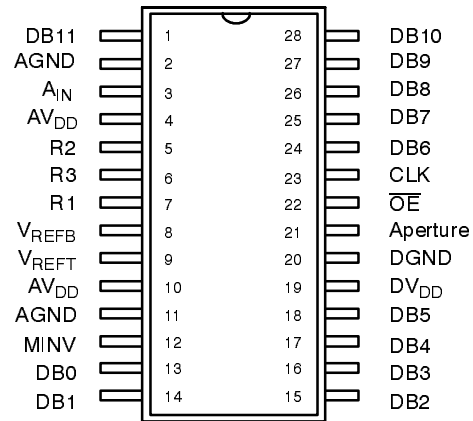 DB11 1 28 DB10
AGND 2 27 DB9
AIN 3 26 DB8
AVDD 4 25 DB7
R2 5 24 DB6
R3 6 23 CLK
R1 7 22 O̅E̅
VREFB 8 21 Aperture
VREFT 9 20 DGND
AVDD 10 19 DVDD
AGND 11 18 DB5
MINV 12 17 DB4
DB0 13 16 DB3
DB1 14 15 DB2